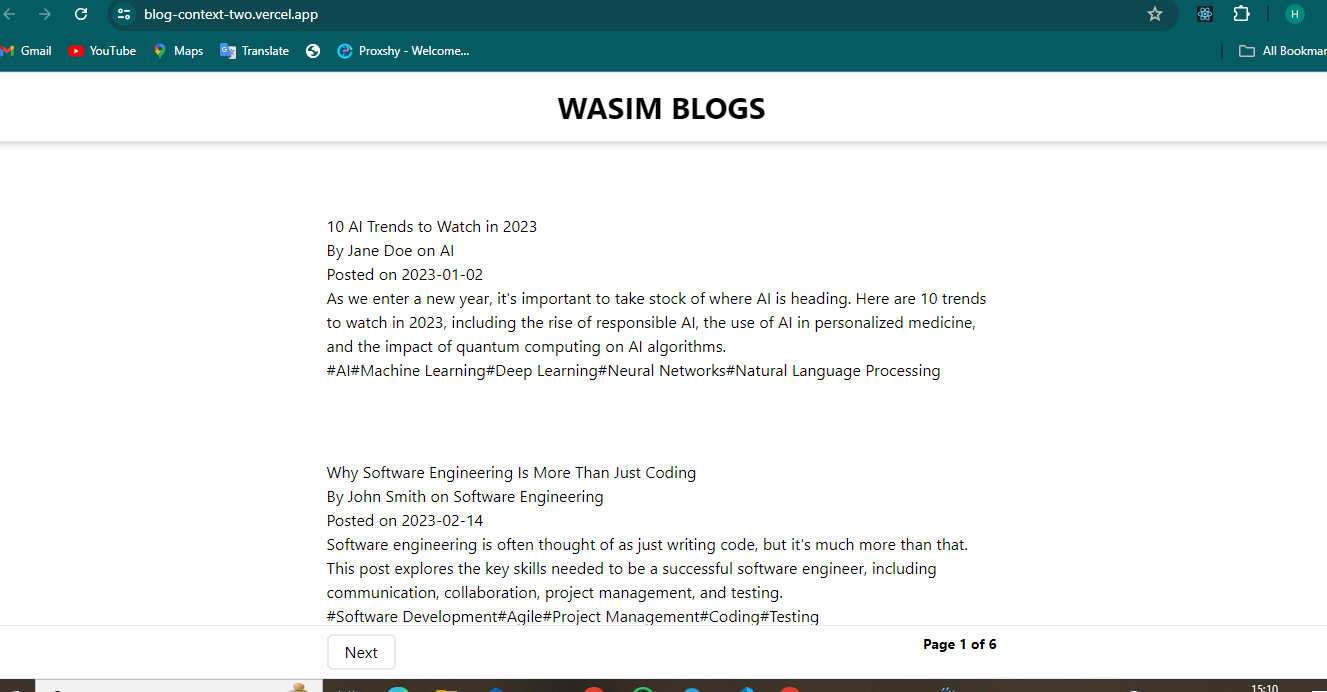 blog-context-two.vercel.app
H
Gmail
YouTube
Maps
Translate
Proxshy - Welcome...
All Bookmar
WASIM BLOGS
10 AI Trends to Watch in 2023
By Jane Doe on AI
Posted on 2023-01-02
As we enter a new year, it's important to take stock of where AI is heading. Here are 10 trends
to watch in 2023, including the rise of responsible AI, the use of AI in personalized medicine,
and the impact of quantum computing on AI algorithms.
#AI#Machine Learning#Deep Learning#Neural Networks#Natural Language Processing
Why Software Engineering Is More Than Just Coding
By John Smith on Software Engineering
Posted on 2023-02-14
Software engineering is often thought of as just writing code, but it's much more than that.
This post explores the key skills needed to be a successful software engineer, including
communication, collaboration, project management, and testing.
#Software Development#Agile#Project Management#Coding#Testing
Next
Page 1 of 6
15:10